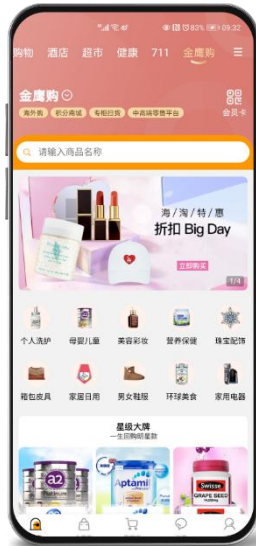 83% 09:32
购物 酒店 超市 健康 711 金鹰购
金鹰购
海外购 积分商城 专柜扫货 中高端零售平台
会员卡
请输入商品名称
海/淘/特/惠
折扣 Big Day
立即购买
1/4
个人洗护 母婴儿童 美容彩妆 营养保健 珠宝配饰
箱包皮具 家居日用 男女鞋服 环球美食 家用电器
星级大牌
一生回购明星款
a2 Aptamil Swisse
Platinum GRAPE SEED